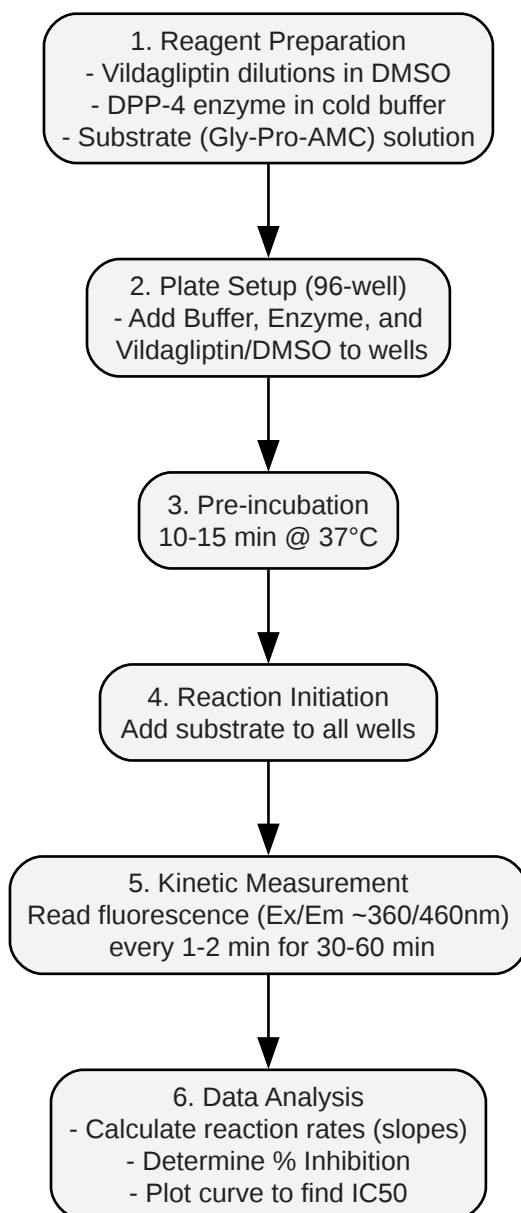 1. Reagent Preparation
- Vildagliptin dilutions in DMSO
- DPP-4 enzyme in cold buffer
- Substrate (Gly-Pro-AMC) solution
2. Plate Setup (96-well)
- Add Buffer, Enzyme, and
Vildagliptin/DMSO to wells
3. Pre-incubation
10-15 min @ 37°C
4. Reaction Initiation
Add substrate to all wells
5. Kinetic Measurement
Read fluorescence (Ex/Em ~360/460nm)
every 1-2 min for 30-60 min
6. Data Analysis
- Calculate reaction rates (slopes)
- Determine % Inhibition
- Plot curve to find IC50